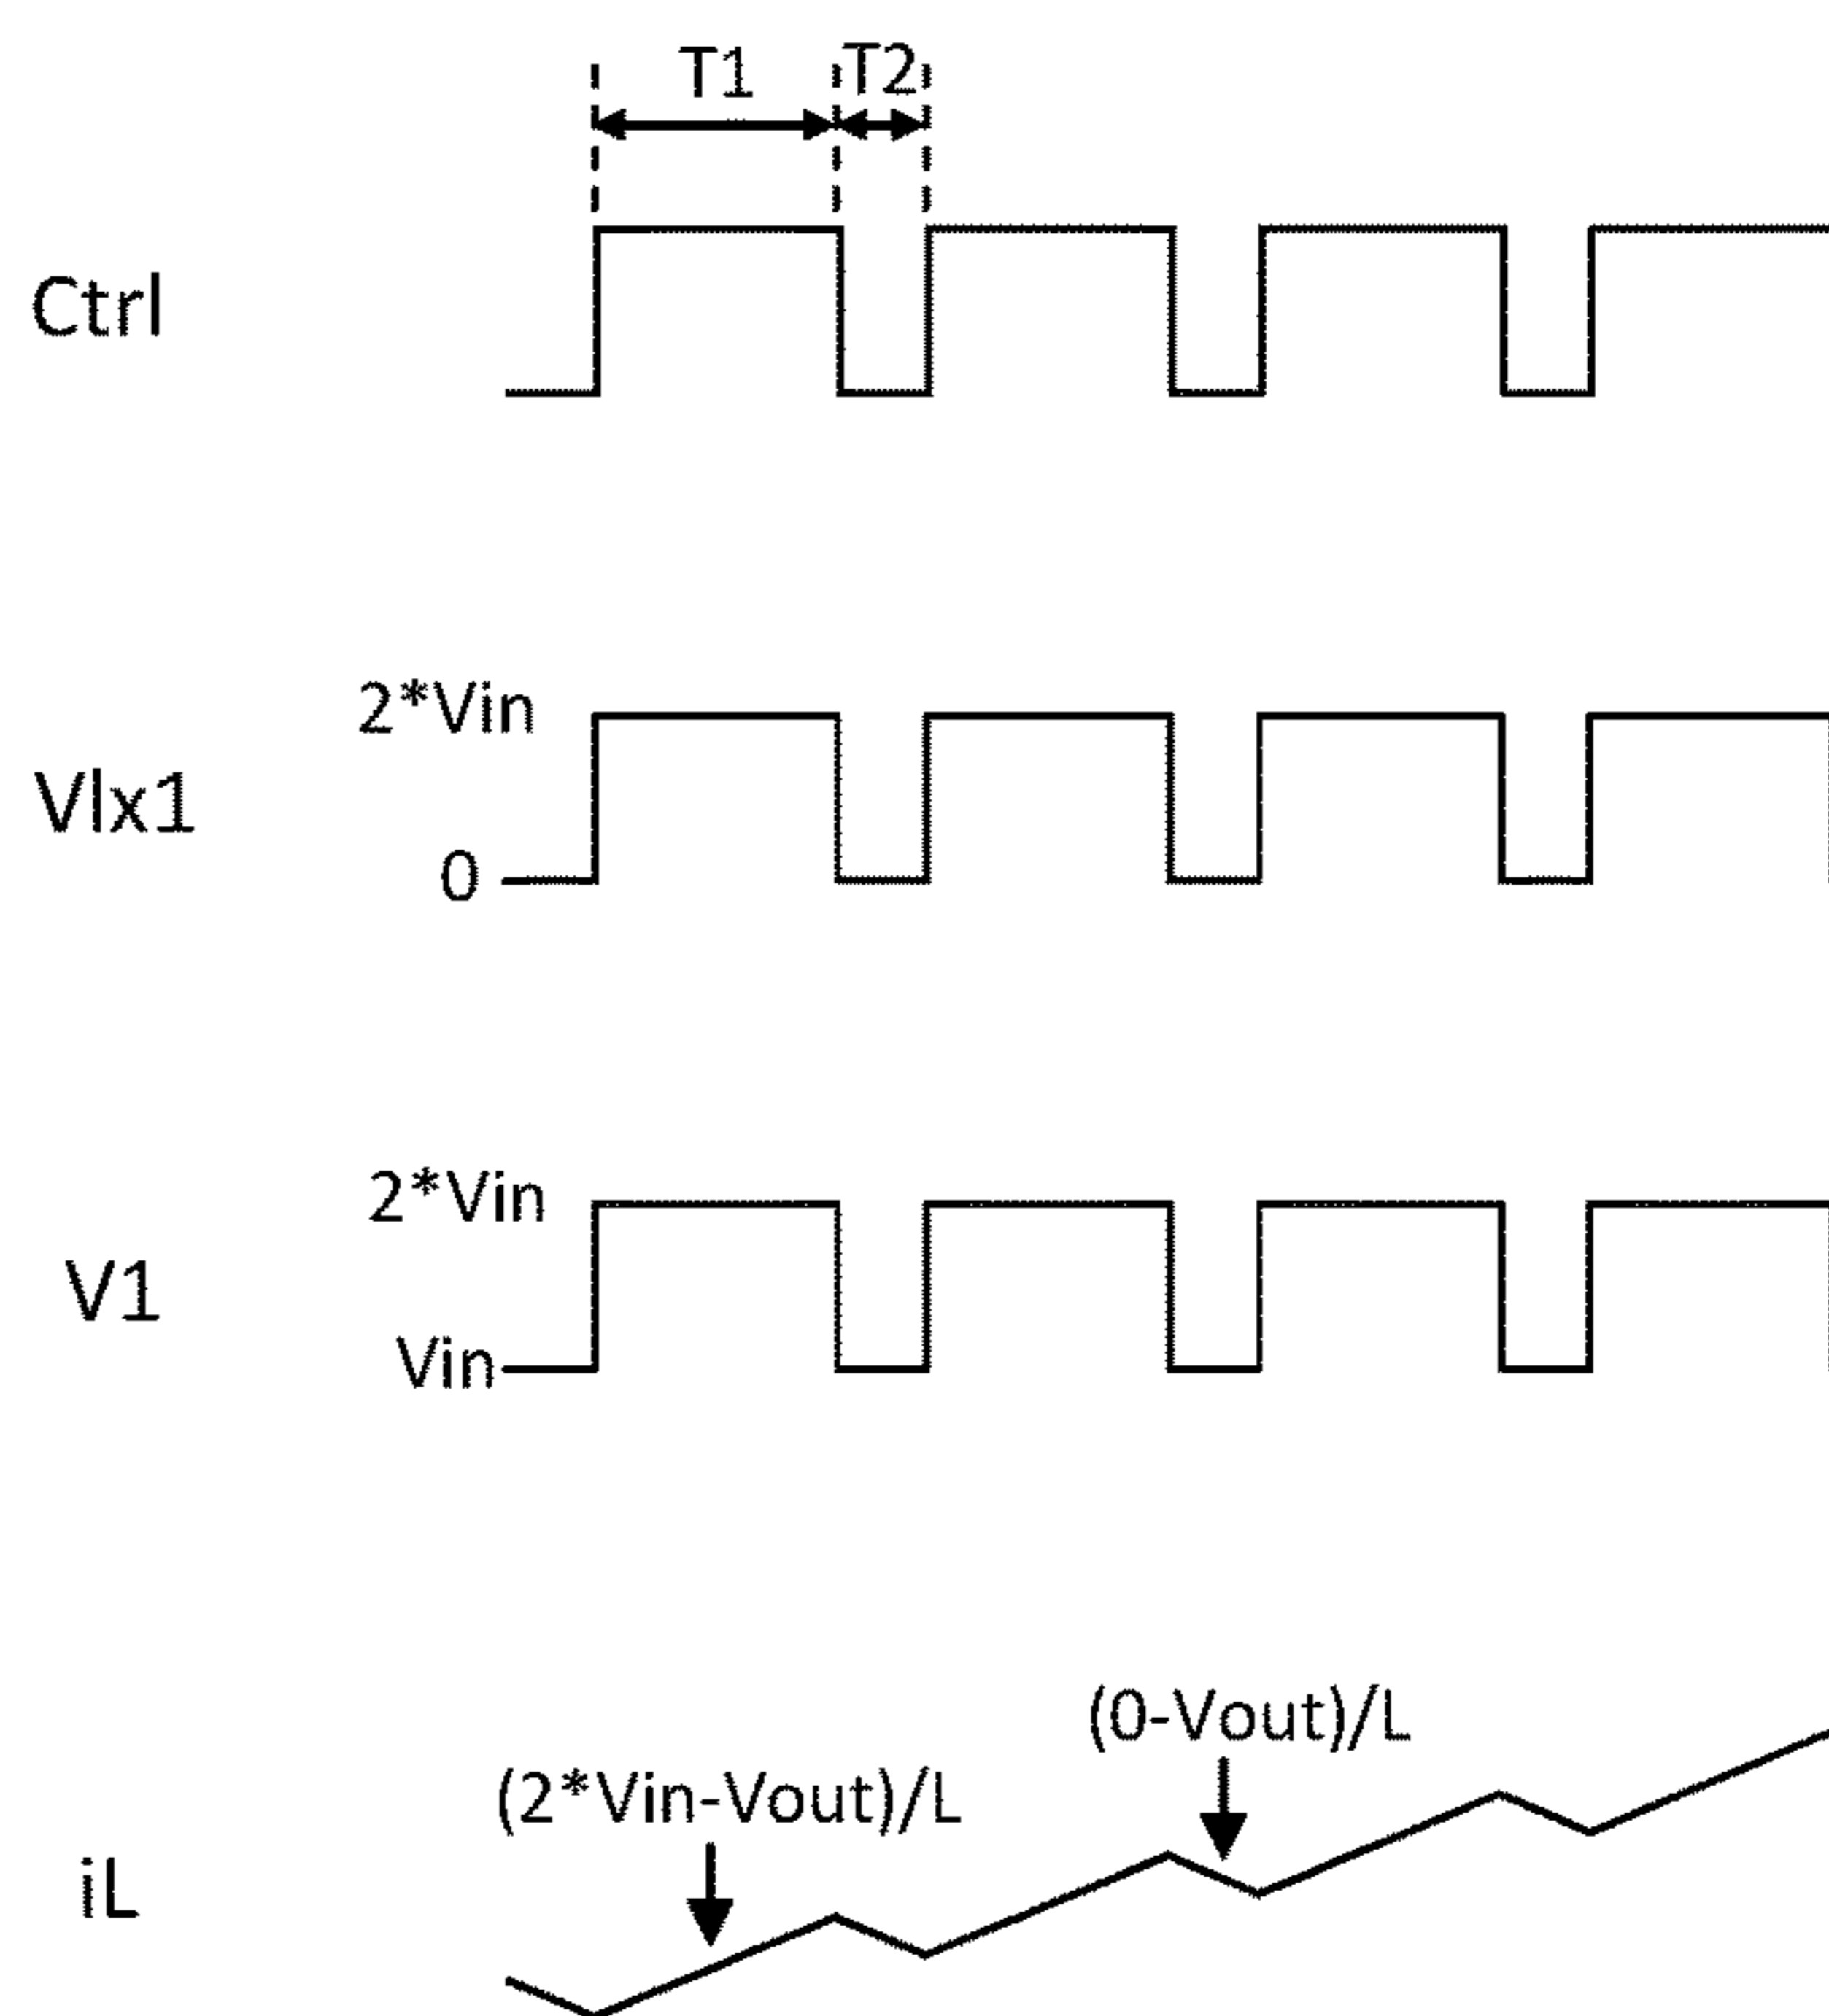 T1 T2
Ctrl
2*Vin
Vlx1
0
2*Vin
V1
Vin
(0-Vout)/L
(2*Vin-Vout)/L
iL